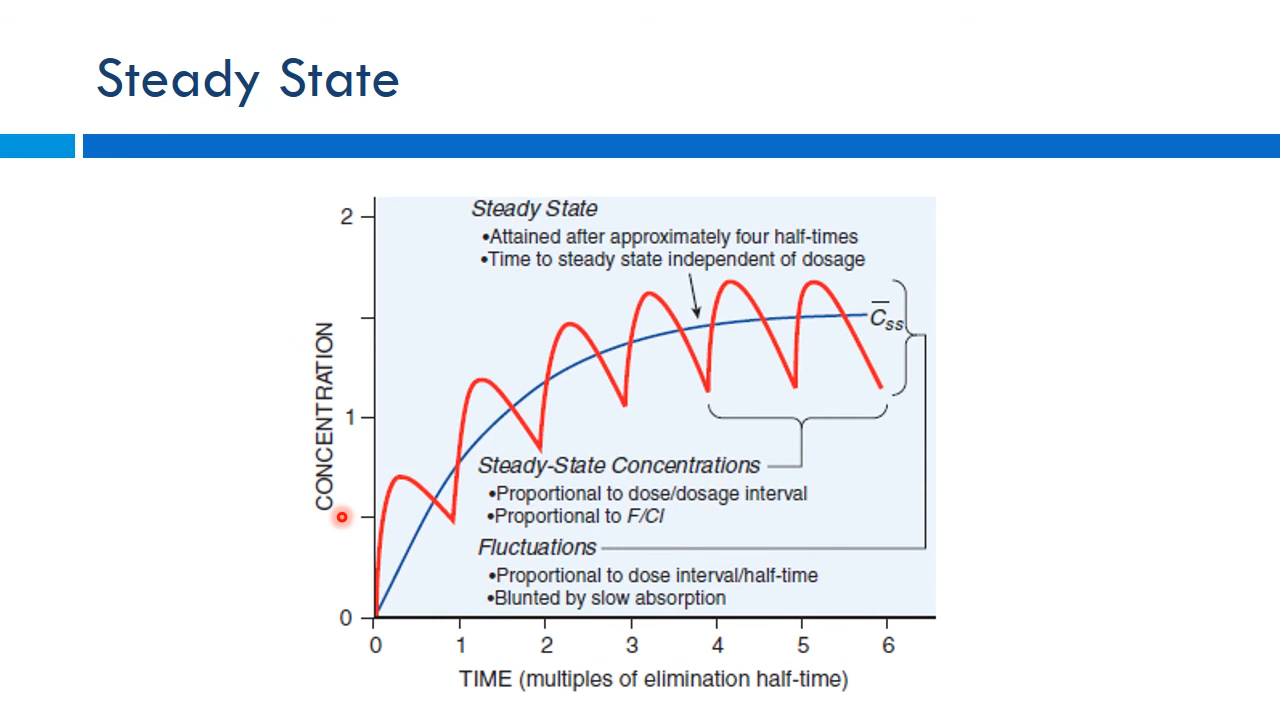 Steady State
2
Steady State
•Attained after approximately four half-times
•Time to steady state independent of dosage
C̅ss
CONCENTRATION
1
Steady-State Concentrations
•Proportional to dose/dosage interval
•Proportional to F/Cl
Fluctuations
•Proportional to dose interval/half-time
•Blunted by slow absorption
0
0 1 2 3 4 5 6
TIME (multiples of elimination half-time)